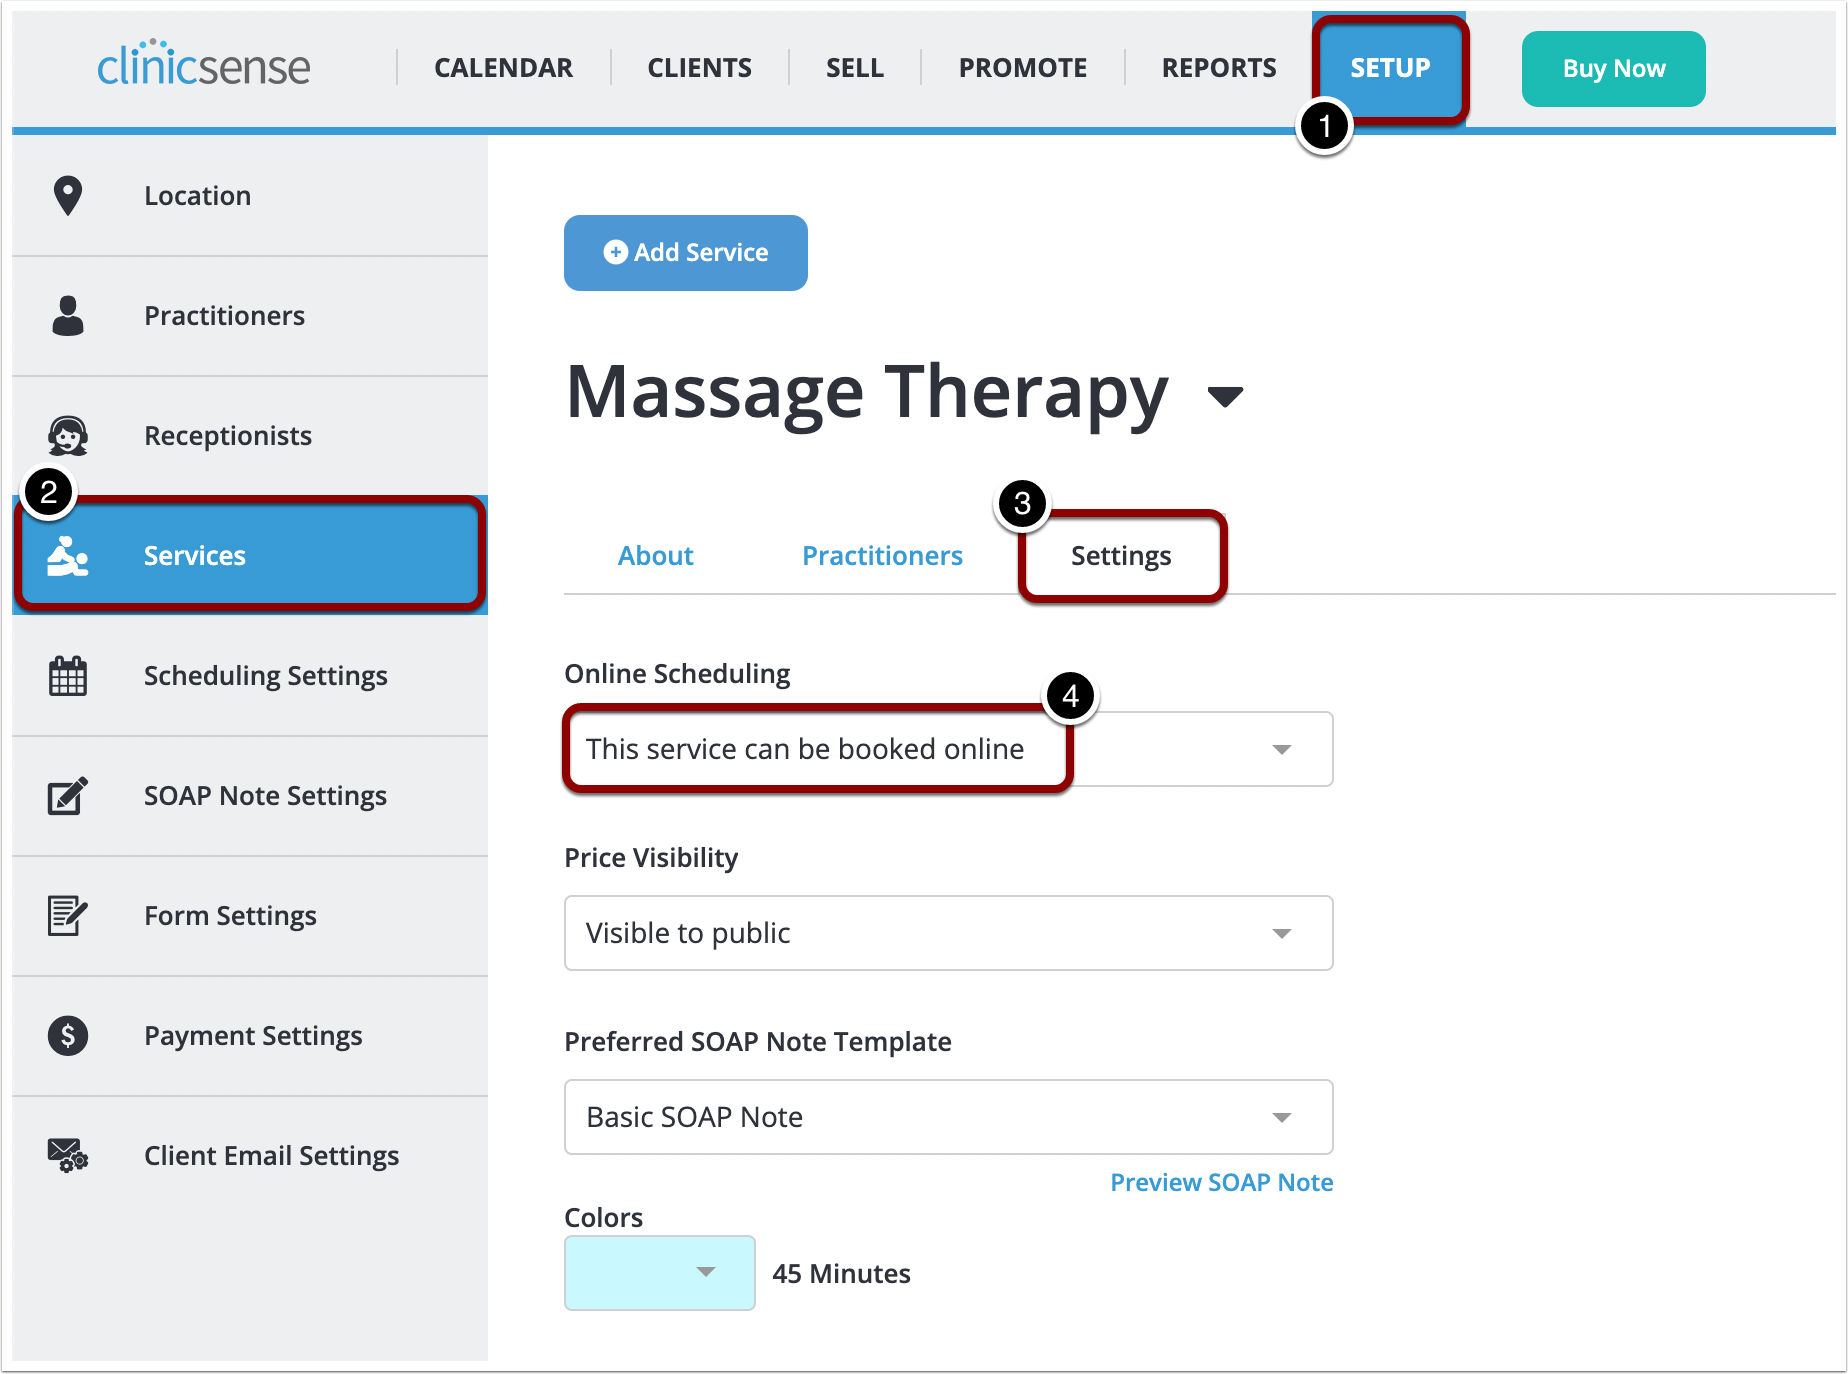 clinicsense
CALENDAR
CLIENTS
SELL
PROMOTE
REPORTS
SETUP
Buy Now
1
Location
Practitioners
Receptionists
2
Services
Scheduling Settings
SOAP Note Settings
Form Settings
$
Payment Settings
Client Email Settings
Add Service
Massage Therapy
3
About
Practitioners
Settings
Online Scheduling
4
This service can be booked online
Price Visibility
Visible to public
Preferred SOAP Note Template
Basic SOAP Note
Preview SOAP Note
Colors
45 Minutes